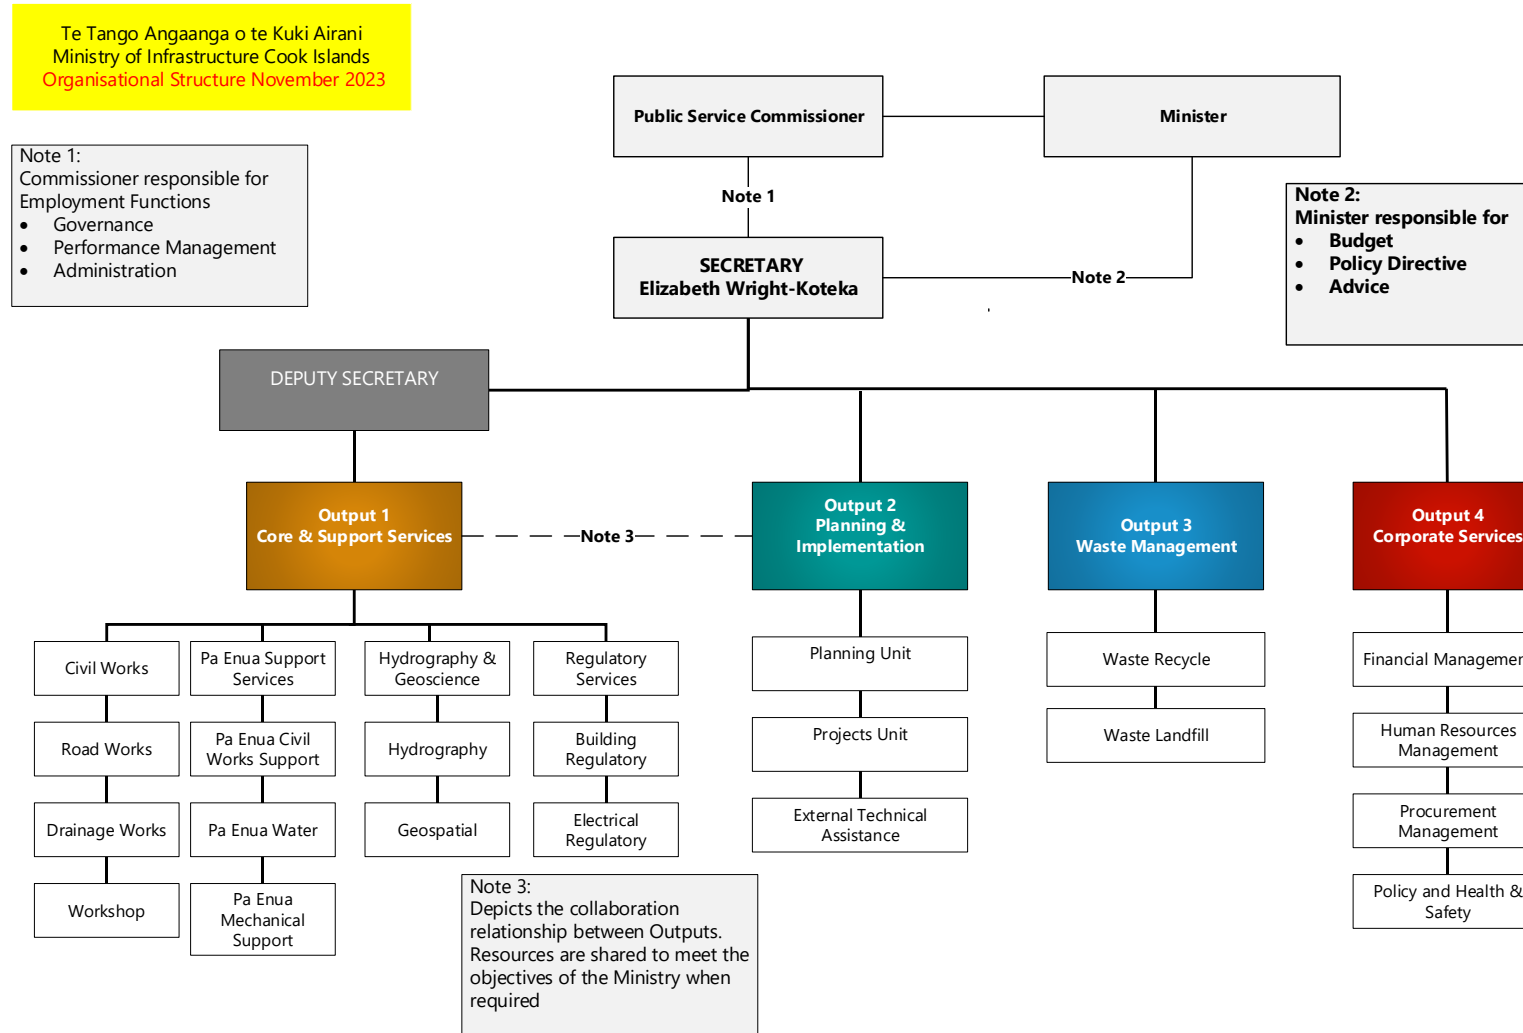 Te Tango Angaanga o te Kuki Airani
Ministry of Infrastructure Cook Islands
Organisational Structure November 2023
Public Service Commissioner
Minister
Note 1:
Commissioner responsible for
Employment Functions
• Governance
• Performance Management
• Administration
Note 1
Note 2:
Minister responsible for
• Budget
• Policy Directive
• Advice
SECRETARY
Elizabeth Wright-Koteka
Note 2
DEPUTY SECRETARY
Output 1
Core & Support Services
Note 3
Output 2
Planning &
Implementation
Output 3
Waste Management
Output 4
Corporate Services
Civil Works
Road Works
Drainage Works
Workshop
Pa Enua Support
Services
Pa Enua Civil
Works Support
Pa Enua Water
Pa Enua
Mechanical
Support
Hydrography &
Geoscience
Hydrography
Geospatial
Regulatory
Services
Building
Regulatory
Electrical
Regulatory
Planning Unit
Projects Unit
External Technical
Assistance
Waste Recycle
Waste Landfill
Financial Managemen
Human Resources
Management
Procurement
Management
Policy and Health &
Safety
Note 3:
Depicts the collaboration
relationship between Outputs.
Resources are shared to meet the
objectives of the Ministry when
required